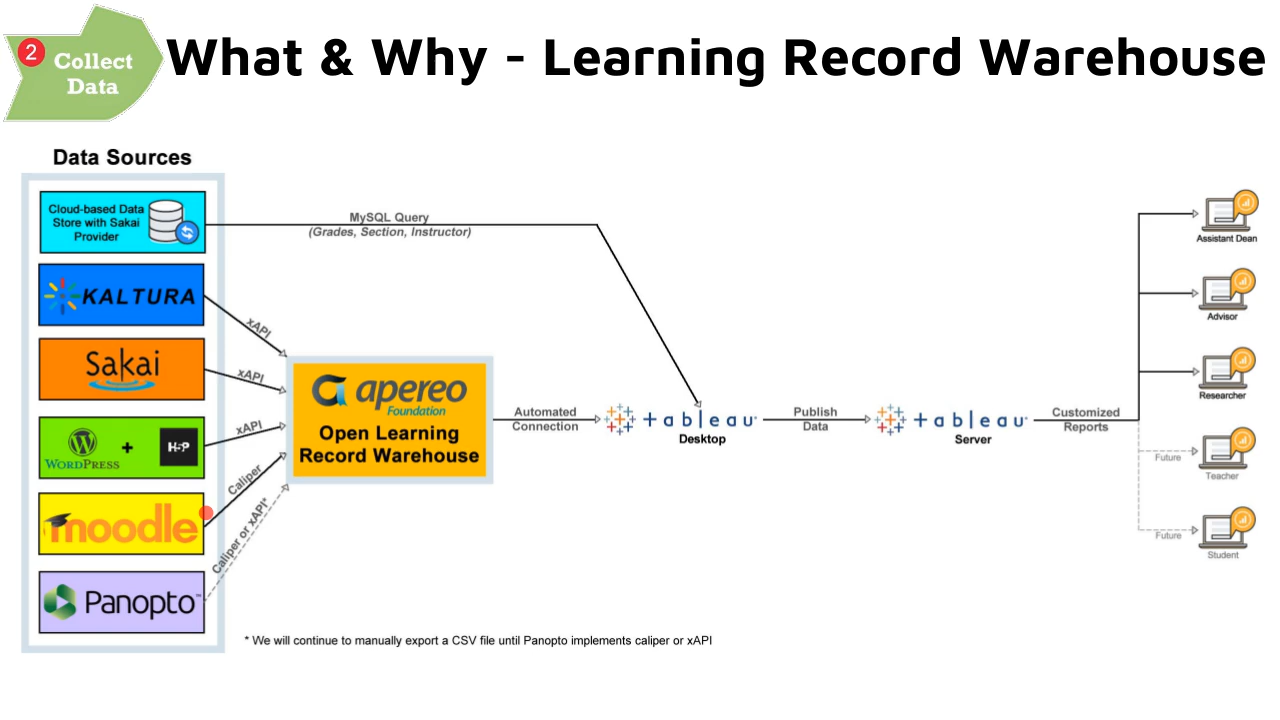 2
Collect
Data
What & Why - Learning Record Warehouse
Data Sources
Cloud-based Data
Store with Sakai
Provider
MySQL Query
(Grades, Section, Instructor)
KALTURA
xAPI
Sakai
xAPI
WORDPRESS
+
H5P
xAPI
moodle
Caliper
Panopto™
Caliper or xAPI*
apereo
Foundation
Open Learning
Record Warehouse
Automated
Connection
+ a b l e a u
Desktop
Publish
Data
+ a b l e a u
Server
Customized
Reports
Assistant Dean
Advisor
Researcher
Future
Teacher
Future
Student
* We will continue to manually export a CSV file until Panopto implements caliper or xAPI